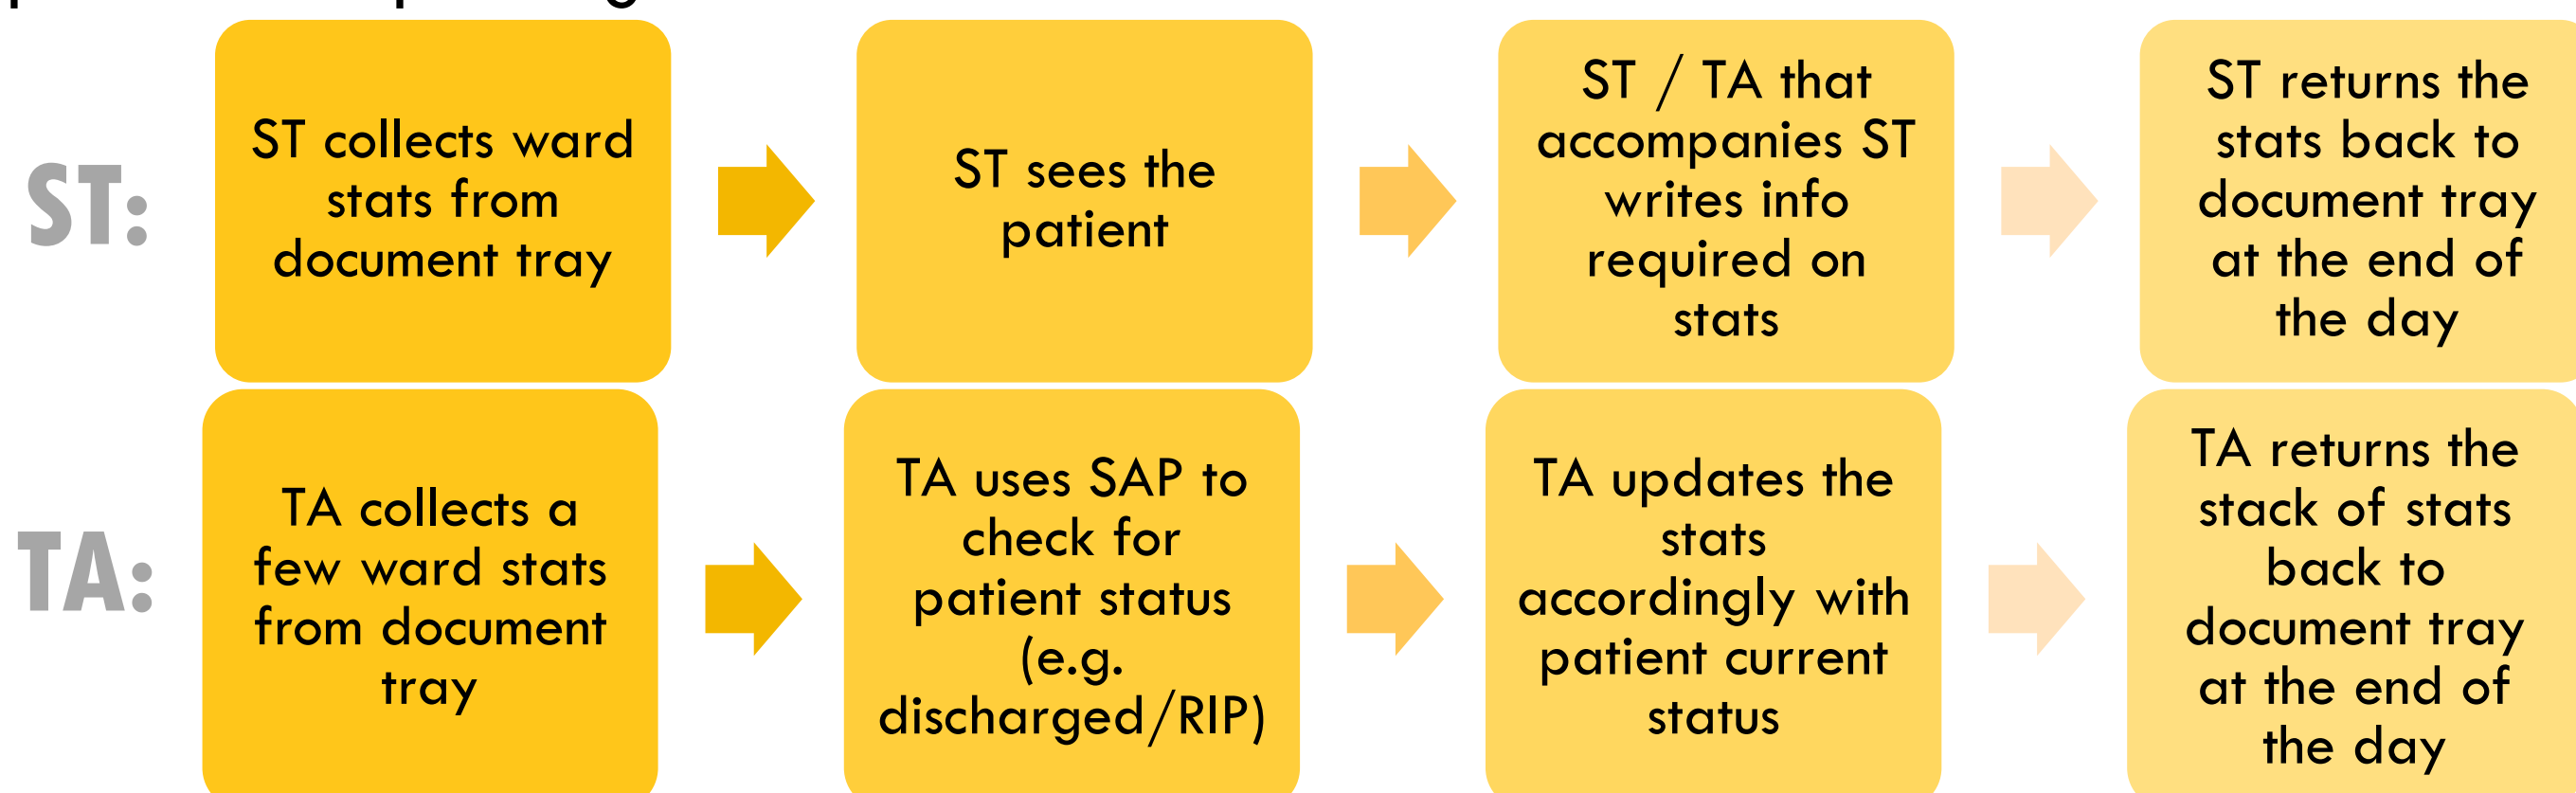 ST:
ST collects ward
stats from
document tray
ST sees the
patient
ST / TA that
accompanies ST
writes info
required on
stats
ST returns the
stats back to
document tray
at the end of
the day
TA:
TA collects a
few ward stats
from document
tray
TA uses SAP to
check for
patient status
(e.g.
discharged/RIP)
TA updates the
stats
accordingly with
patient current
status
TA returns the
stack of stats
back to
document tray
at the end of
the day